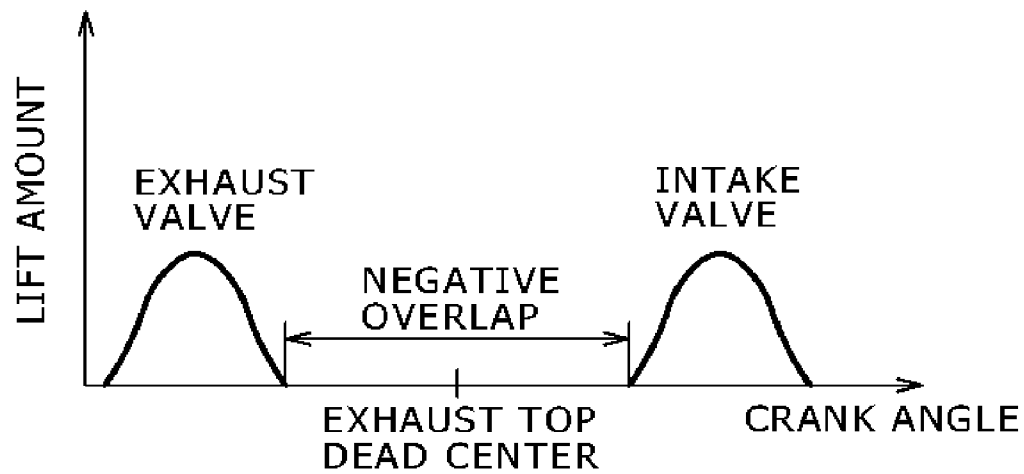 LIFT AMOUNT
EXHAUST
VALVE
INTAKE
VALVE
NEGATIVE
OVERLAP
EXHAUST TOP
DEAD CENTER
CRANK ANGLE